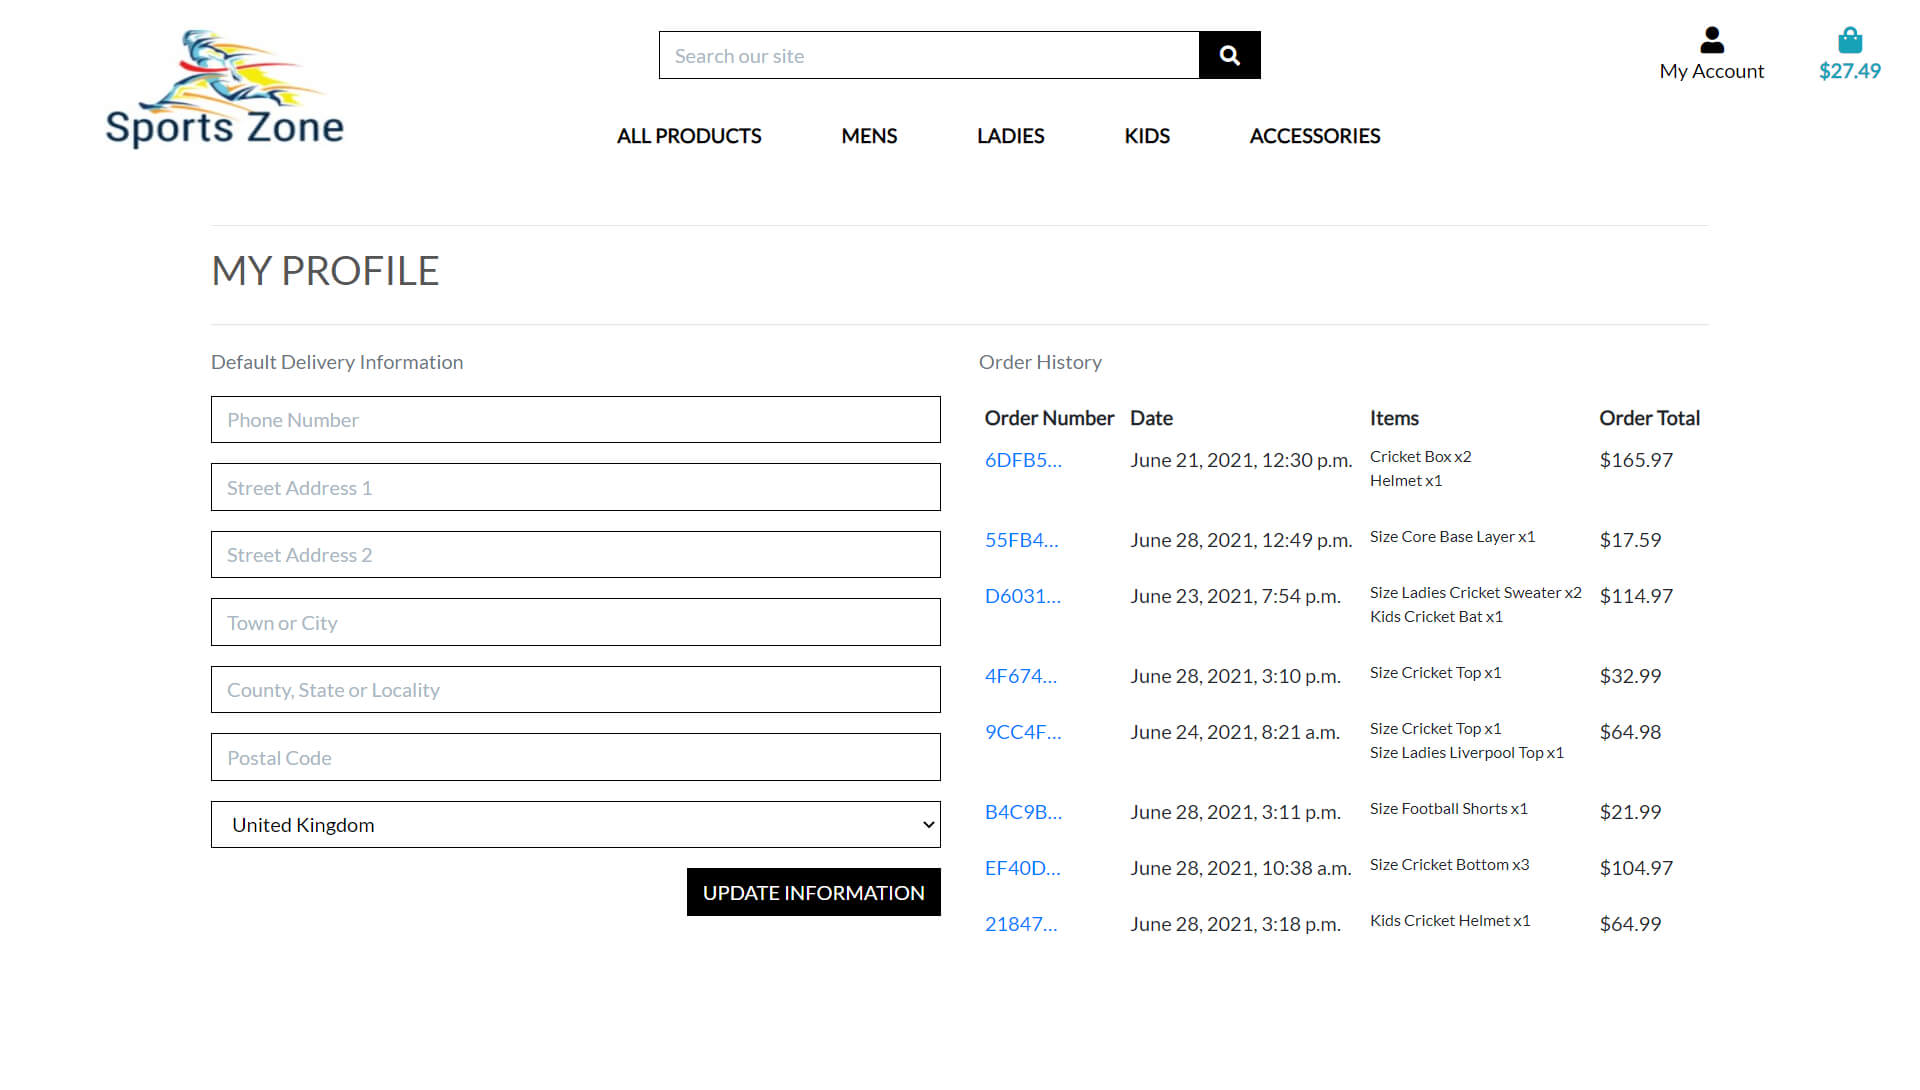 Sports Zone
Search our site
My Account
$27.49
ALL PRODUCTS MENS LADIES KIDS ACCESSORIES
MY PROFILE
Default Delivery Information
Phone Number
Street Address 1
Street Address 2
Town or City
County, State or Locality
Postal Code
United Kingdom
UPDATE INFORMATION
Order History
Order Number Date Items Order Total
6DFB5... June 21, 2021, 12:30 p.m. Cricket Box x2 $165.97
Helmet x1
55FB4... June 28, 2021, 12:49 p.m. Size Core Base Layer x1 $17.59
D6031... June 23, 2021, 7:54 p.m. Size Ladies Cricket Sweater x2 $114.97
Kids Cricket Bat x1
4F674... June 28, 2021, 3:10 p.m. Size Cricket Top x1 $32.99
9CC4F... June 24, 2021, 8:21 a.m. Size Cricket Top x1 $64.98
Size Ladies Liverpool Top x1
B4C9B... June 28, 2021, 3:11 p.m. Size Football Shorts x1 $21.99
EF40D... June 28, 2021, 10:38 a.m. Size Cricket Bottom x3 $104.97
21847... June 28, 2021, 3:18 p.m. Kids Cricket Helmet x1 $64.99